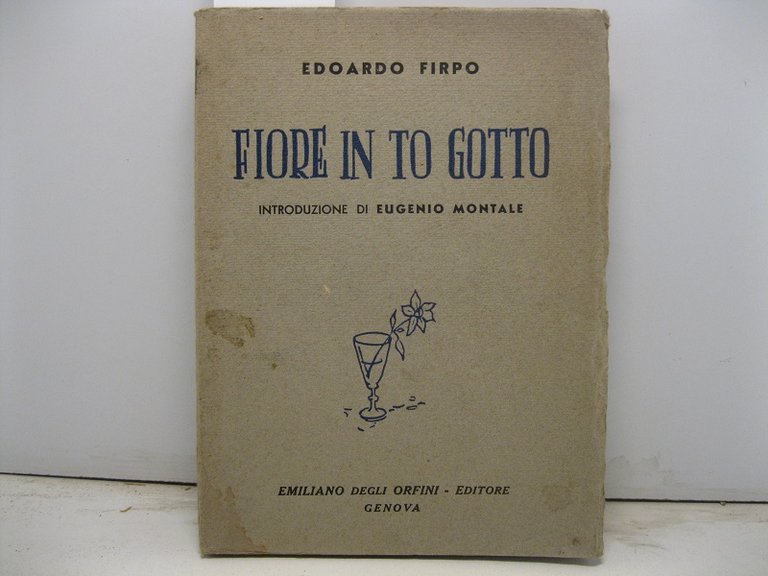 EDOARDO FIRPO
FIORE IN TO GOTTO
INTRODUZIONE DI EUGENIO MONTALE
EMILIANO DEGLI ORFINI - EDITORE
GENOVA